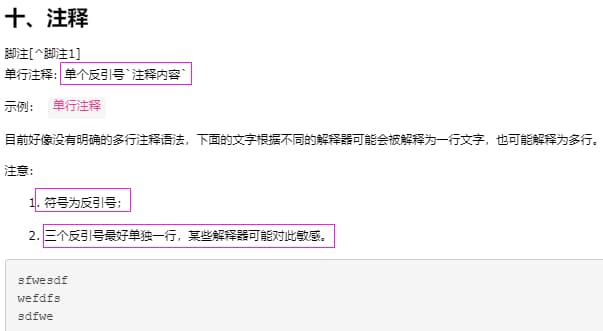 十、注释
脚注[^脚注1]
单行注释: 单个反引号`注释内容`
示例: 单行注释
目前好像没有明确的多行注释语法，下面的文字根据不同的解释器可能会被解释为一行文字，也可能解释为多行。
注意:
1. 符号为反引号;
2. 三个反引号最好单独一行，某些解释器可能对此敏感。
sfwesdf
wefdfs
sdfwe